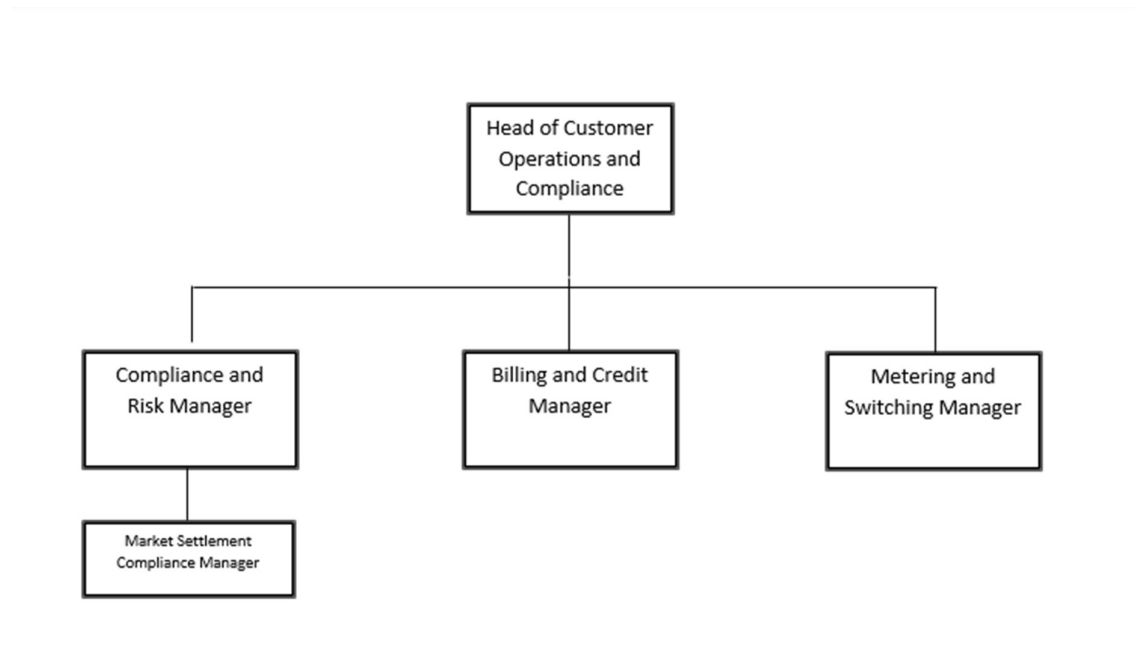 Head of Customer
Operations and
Compliance
Compliance and
Risk Manager
Billing and Credit
Manager
Metering and
Switching Manager
Market Settlement
Compliance Manager